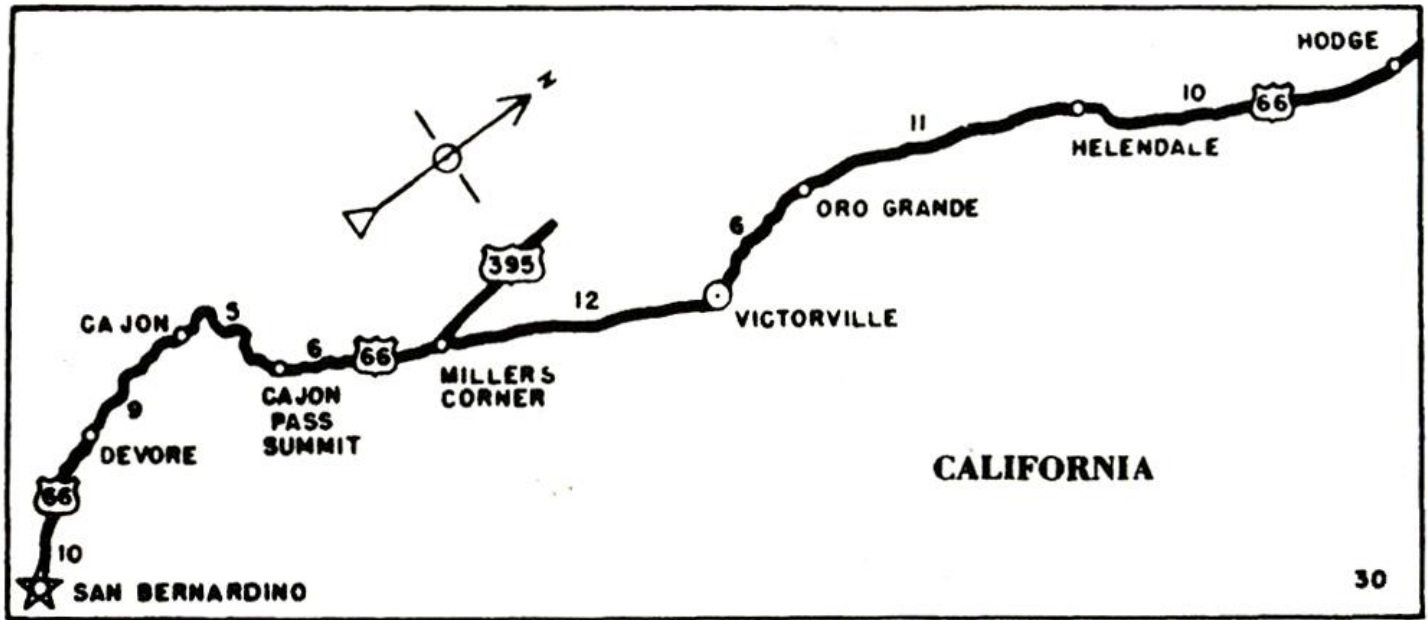 HODGE
N
10
66
11
HELENDALE
ORO GRANDE
6
395
12
VICTORVILLE
CAJON
5
6
66
MILLERS
CORNER
CAJON
PASS
SUMMIT
9
DEVORE
CALIFORNIA
66
10
SAN BERNARDINO
30